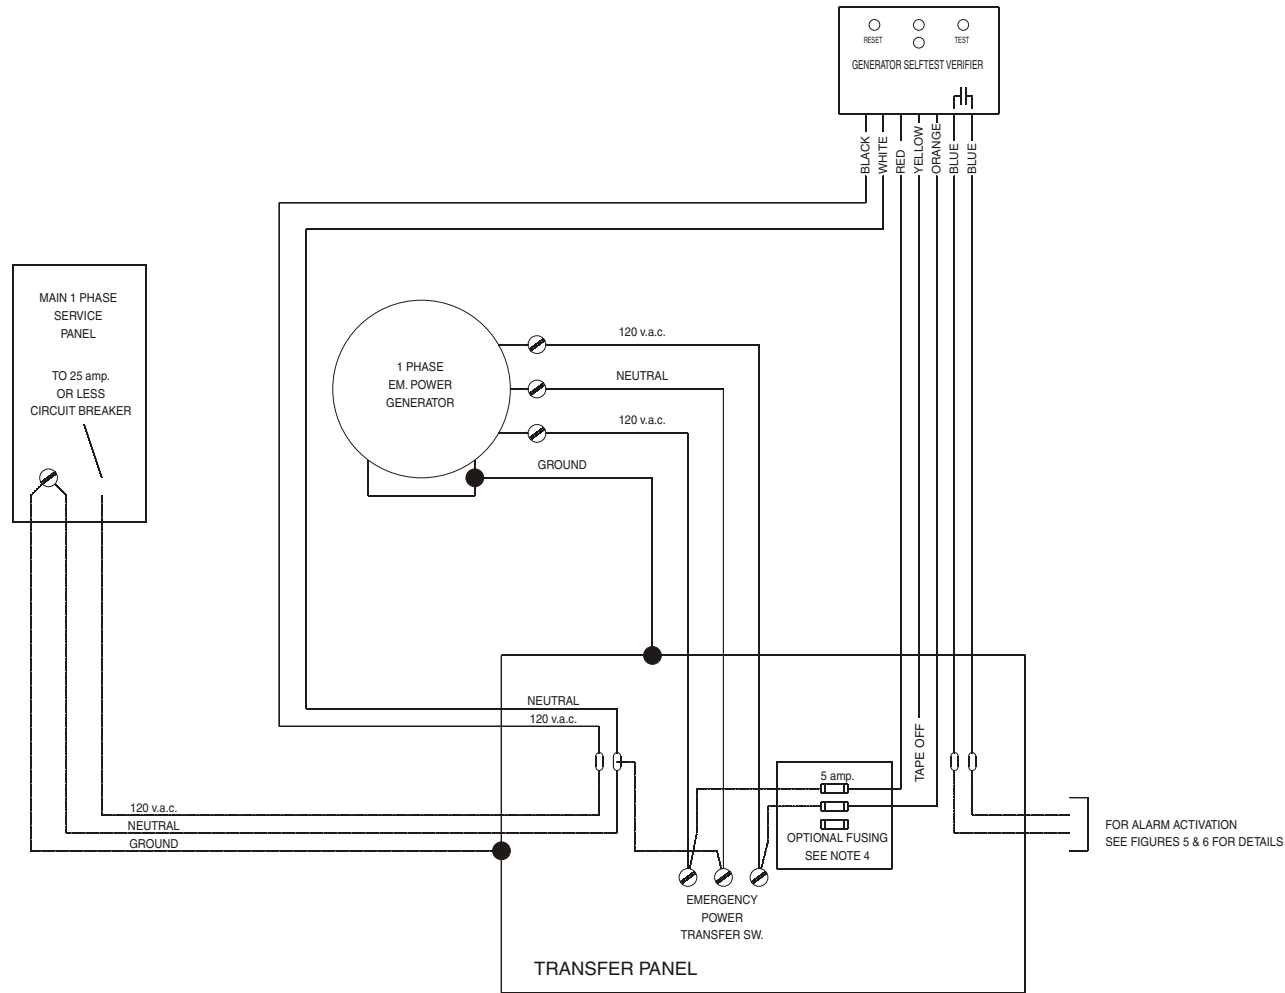 RESET
TEST
GENERATOR SELFTEST VERIFIER
BLACK
WHITE
RED
YELLOW
ORANGE
BLUE
BLUE
MAIN 1 PHASE
SERVICE
PANEL
TO 25 amp.
OR LESS
CIRCUIT BREAKER
1 PHASE
EM. POWER
GENERATOR
120 v.a.c.
NEUTRAL
120 v.a.c.
GROUND
NEUTRAL
120 v.a.c.
TAPE OFF
120 v.a.c.
NEUTRAL
GROUND
5 amp.
OPTIONAL FUSING
SEE NOTE 4
FOR ALARM ACTIVATION
SEE FIGURES 5 & 6 FOR DETAILS
EMERGENCY
POWER
TRANSFER SW.
TRANSFER PANEL